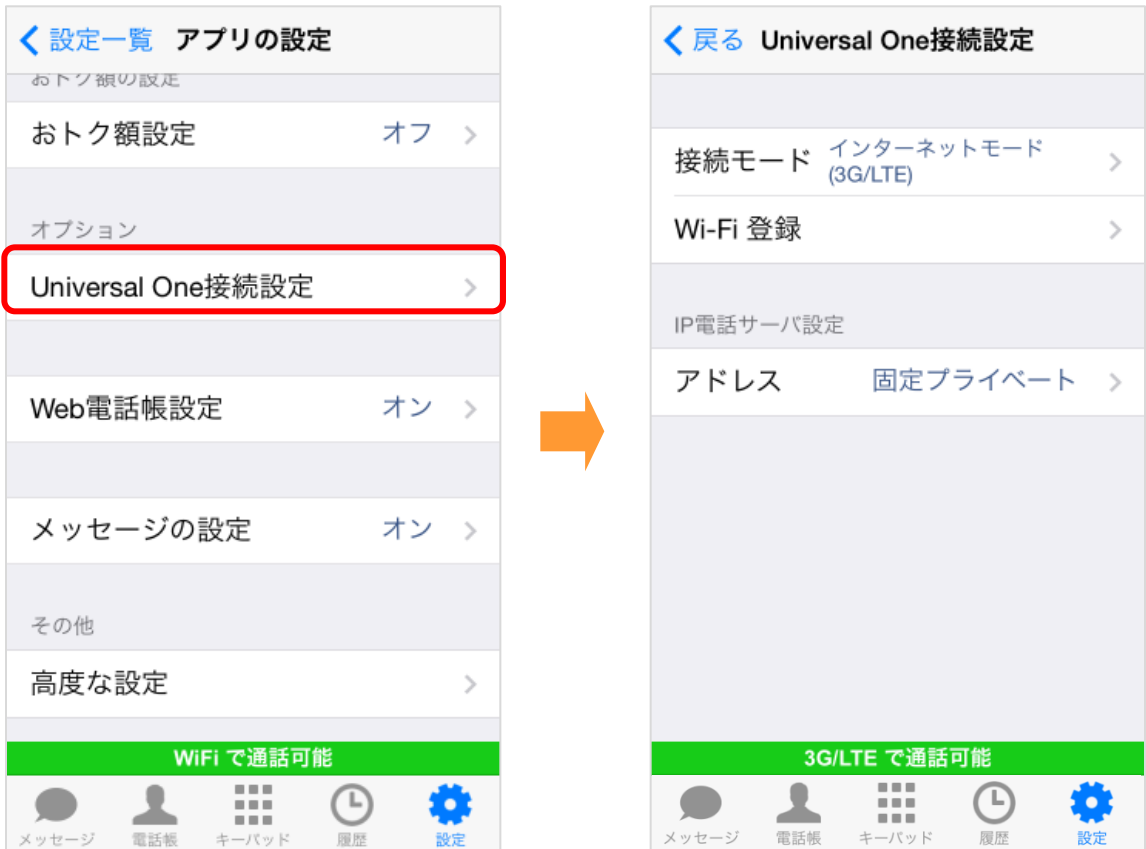 設定一覧 アプリの設定
おトク額の設定
おトク額設定 オフ
オプション
Universal One接続設定
Web電話帳設定 オン
メッセージの設定 オン
その他
高度な設定
WiFi で通話可能
メッセージ 電話帳 キーパッド 履歴 設定
戻る Universal One接続設定
接続モード インターネットモード
(3G/LTE)
Wi-Fi 登録
IP電話サーバ設定
アドレス 固定プライベート
3G/LTE で通話可能
メッセージ 電話帳 キーパッド 履歴 設定